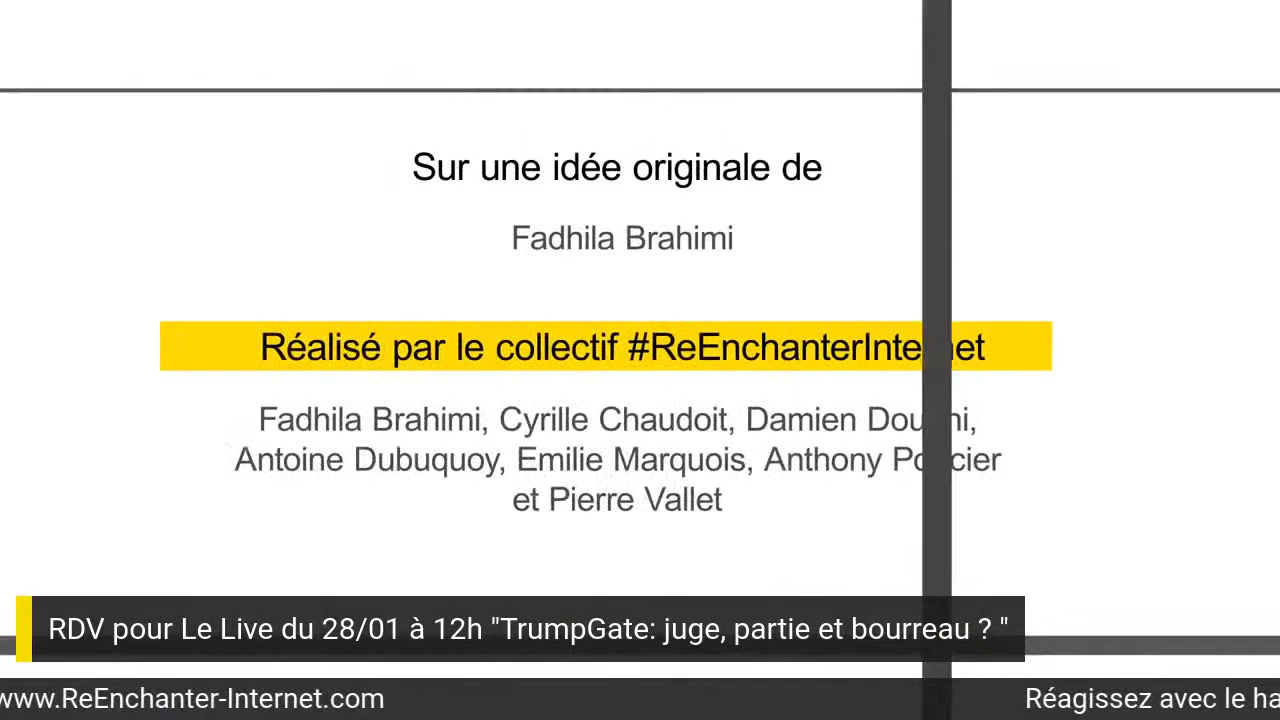 Sur une idée originale de
Fadhila Brahimi
Réalisé par le collectif #ReEnchanterInternet
Fadhila Brahimi, Cyrille Chaudoit, Damien
Antoine Dubuquoy, Emilie Marquois, Anthony
et Pierre Vallet
RDV pour Le Live du 28/01 à 12h "TrumpGate: juge, partie et bourreau ? "
www.ReEnchanter-Internet.com
Réagissez avec le